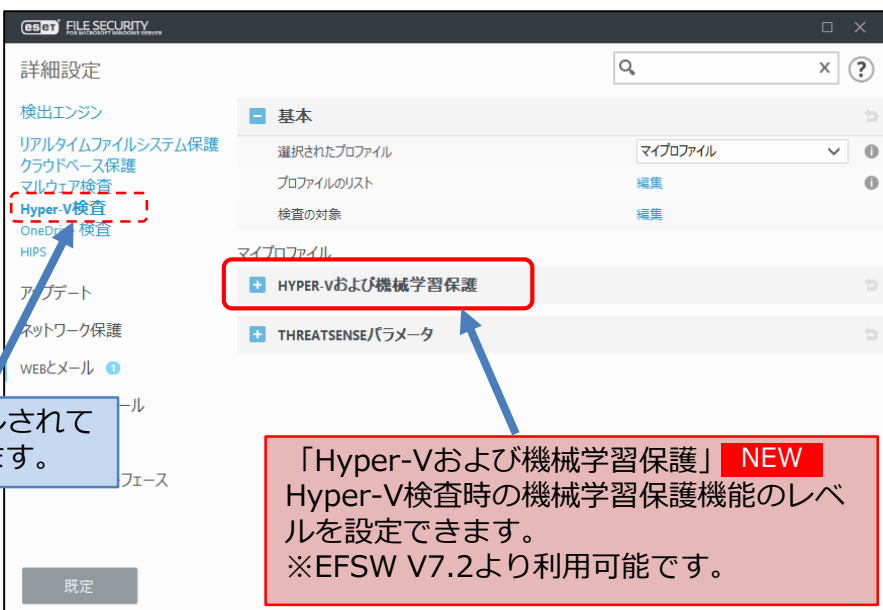 eset FILE SECURITY
FOR MICROSOFT WINDOWS SERVER
詳細設定
検出エンジン
リアルタイムファイルシステム保護
クラウドベース保護
マルウェア検査
Hyper-V検査
OneDrive 検査
HIPS
アップデート
ネットワーク保護
WEBとメール 1
ール
フェース
既定
x ?
基本
選択されたプロファイル マイプロファイル
プロファイルのリスト 編集
検査の対象 編集
マイプロファイル
HYPER-Vおよび機械学習保護
THREATSENSEパラメータ
されて
す。
「Hyper-Vおよび機械学習保護」 NEW
Hyper-V検査時の機械学習保護機能のレベ
ルを設定できます。
※EFSW V7.2より利用可能です。